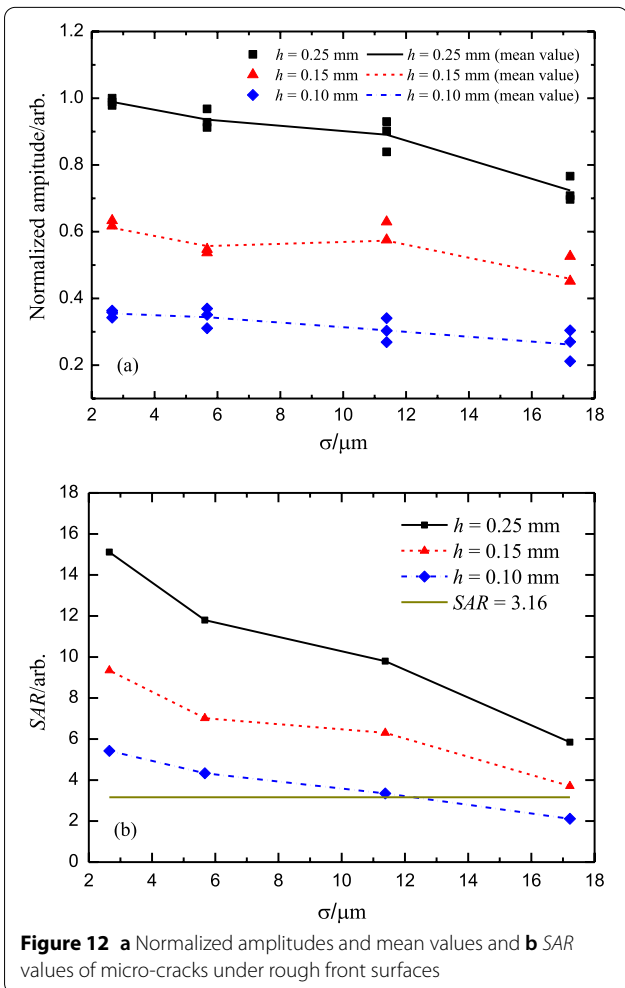 1.2
1.0
0.8
0.6
0.4
0.2
Normalized ampitude/arb.
h = 0.25 mm h = 0.25 mm (mean value)
h = 0.15 mm h = 0.15 mm (mean value)
h = 0.10 mm h = 0.10 mm (mean value)
(a)
2 4 6 8 10 12 14 16 18
σ/μm
18
16
14
12
10
8
6
4
2
0
SAR/arb.
h = 0.25 mm
h = 0.15 mm
h = 0.10 mm
SAR = 3.16
(b)
2 4 6 8 10 12 14 16 18
σ/μm
Figure 12 a Normalized amplitudes and mean values and b SAR
values of micro-cracks under rough front surfaces